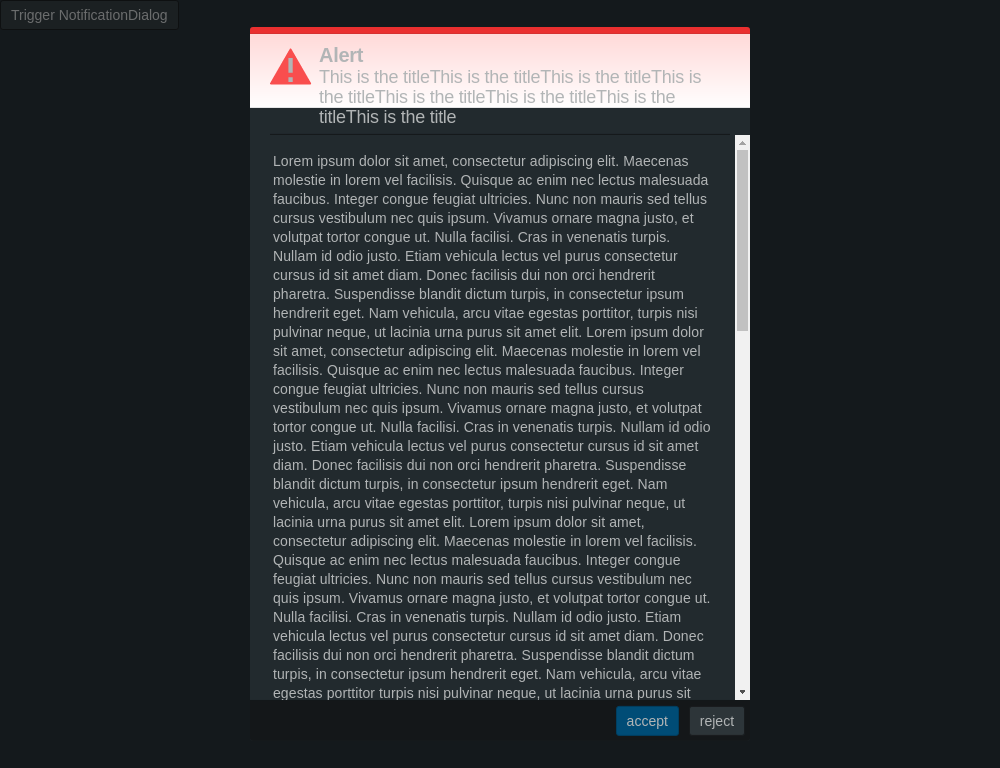 Trigger NotificationDialog
Alert
This is the titleThis is the titleThis is the titleThis is
the titleThis is the titleThis is the titleThis is the
titleThis is the title
Lorem ipsum dolor sit amet, consectetur adipiscing elit. Maecenas
molestie in lorem vel facilisis. Quisque ac enim nec lectus malesuada
faucibus. Integer congue feugiat ultricies. Nunc non mauris sed tellus
cursus vestibulum nec quis ipsum. Vivamus ornare magna justo, et
volutpat tortor congue ut. Nulla facilisi. Cras in venenatis turpis.
Nullam id odio justo. Etiam vehicula lectus vel purus consectetur
cursus id sit amet diam. Donec facilisis dui non orci hendrerit
pharetra. Suspendisse blandit dictum turpis, in consectetur ipsum
hendrerit eget. Nam vehicula, arcu vitae egestas porttitor, turpis nisi
pulvinar neque, ut lacinia urna purus sit amet elit. Lorem ipsum dolor
sit amet, consectetur adipiscing elit. Maecenas molestie in lorem vel
facilisis. Quisque ac enim nec lectus malesuada faucibus. Integer
congue feugiat ultricies. Nunc non mauris sed tellus cursus
vestibulum nec quis ipsum. Vivamus ornare magna justo, et volutpat
tortor congue ut. Nulla facilisi. Cras in venenatis turpis. Nullam id odio
justo. Etiam vehicula lectus vel purus consectetur cursus id sit amet
diam. Donec facilisis dui non orci hendrerit pharetra. Suspendisse
blandit dictum turpis, in consectetur ipsum hendrerit eget. Nam
vehicula, arcu vitae egestas porttitor, turpis nisi pulvinar neque, ut
lacinia urna purus sit amet elit. Lorem ipsum dolor sit amet,
consectetur adipiscing elit. Maecenas molestie in lorem vel facilisis.
Quisque ac enim nec lectus malesuada faucibus. Integer congue
feugiat ultricies. Nunc non mauris sed tellus cursus vestibulum nec
quis ipsum. Vivamus ornare magna justo, et volutpat tortor congue ut.
Nulla facilisi. Cras in venenatis turpis. Nullam id odio justo. Etiam
vehicula lectus vel purus consectetur cursus id sit amet diam. Donec
facilisis dui non orci hendrerit pharetra. Suspendisse blandit dictum
turpis, in consectetur ipsum hendrerit eget. Nam vehicula, arcu vitae
egestas porttitor turpis nisi pulvinar neque, ut lacinia urna purus sit
accept
reject